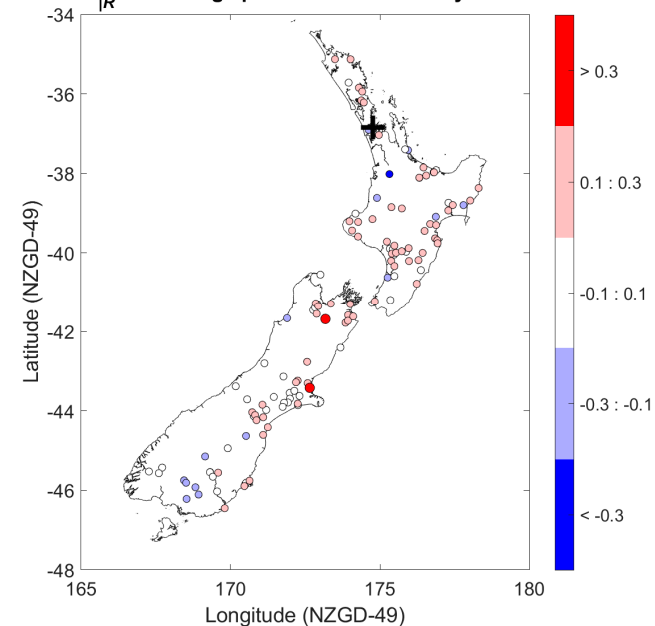 -34
-36
-38
-40
-42
-44
-46
-48
165
170
175
180
Latitude (NZGD-49)
Longitude (NZGD-49)
> 0.3
0.1 : 0.3
-0.1 : 0.1
-0.3 : -0.1
< -0.3